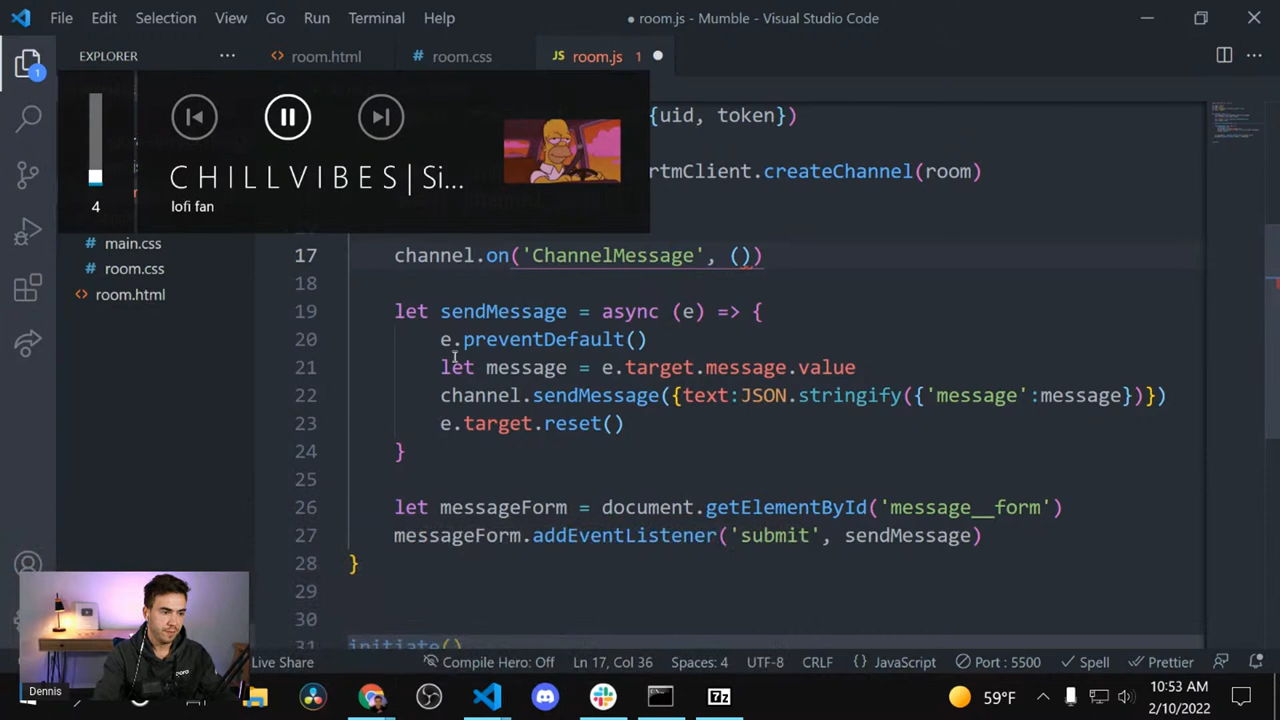 File Edit Selection View Go Run Terminal Help
● room.js - Mumble - Visual Studio Code
EXPLORER
room.html
# room.css
JS room.js 1
1
C H I L L V I B E S | Si...
lofi fan
4
{uid, token})
rtmClient.createChannel(room)
# main.css
# room.css
room.html
17 channel.on('ChannelMessage', ())
18
19 let sendMessage = async (e) => {
20 e.preventDefault()
21 let message = e.target.message.value
22 channel.sendMessage({text:JSON.stringify({'message':message})})
23 e.target.reset()
24 }
25
26 let messageForm = document.getElementById('message__form')
27 messageForm.addEventListener('submit', sendMessage)
28 }
29
30
31 initiate()
Live Share
Compile Hero: Off
Ln 17, Col 36
Spaces: 4
UTF-8
CRLF
{} JavaScript
Port : 5500
Spell
Prettier
Dennis
7z
59°F
10:53 AM
2/10/2022